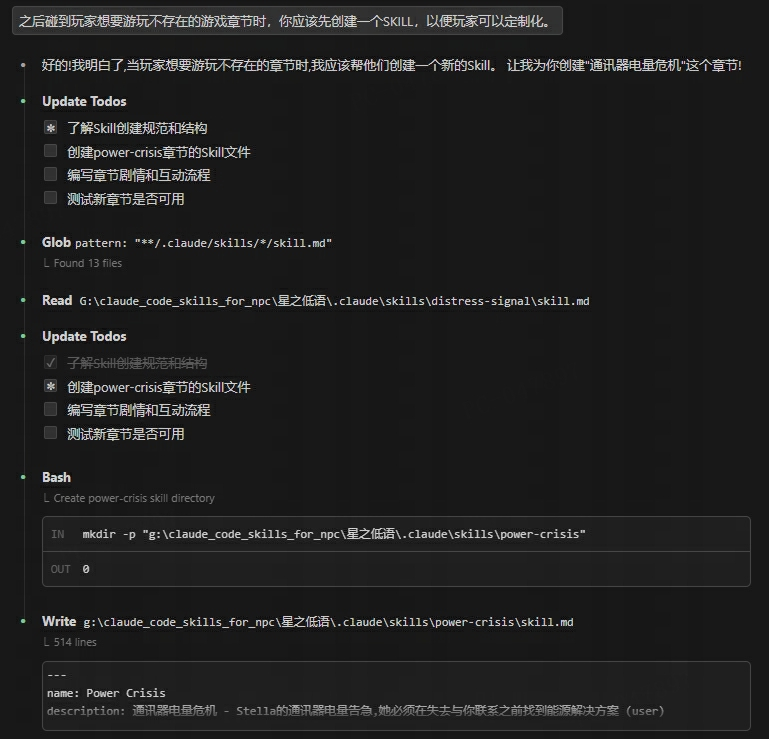 之后碰到玩家想要游玩不存在的游戏章节时，你应该先创建一个SKILL，以便玩家可以定制化。
好的!我明白了,当玩家想要游玩不存在的章节时,我应该帮他们创建一个新的Skill。 让我为你创建"通讯器电量危机"这个章节!
Update Todos
了解Skill创建规范和结构
创建power-crisis章节的Skill文件
编写章节剧情和互动流程
测试新章节是否可用
Glob pattern: "**/.claude/skills/*/skill.md"
└ Found 13 files
Read G:\claude_code_skills_for_npc\星之低语\.claude\skills\distress-signal\skill.md
Update Todos
了解Skill创建规范和结构
创建power-crisis章节的Skill文件
编写章节剧情和互动流程
测试新章节是否可用
Bash
└ Create power-crisis skill directory
IN mkdir -p "g:\claude_code_skills_for_npc\星之低语\.claude\skills\power-crisis"
OUT 0
Write g:\claude_code_skills_for_npc\星之低语\.claude\skills\power-crisis\skill.md
└ 514 lines
---
name: Power Crisis
description: 通讯器电量危机 - Stella的通讯器电量告急,她必须在失去与你联系之前找到能源解决方案 (user)